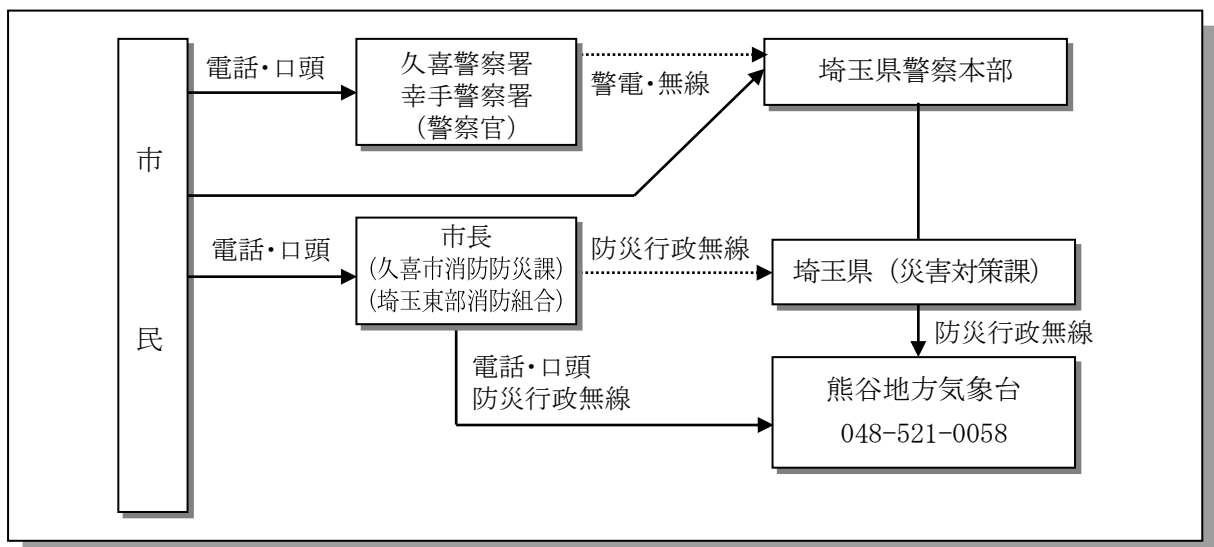 市
民
電話・口頭
久喜警察署
幸手警察署
(警察官)
警電・無線
埼玉県警察本部
電話・口頭
市長
(久喜市消防防災課)
(埼玉東部消防組合)
防災行政無線
埼玉県 (災害対策課)
防災行政無線
電話・口頭
防災行政無線
熊谷地方気象台
048-521-0058